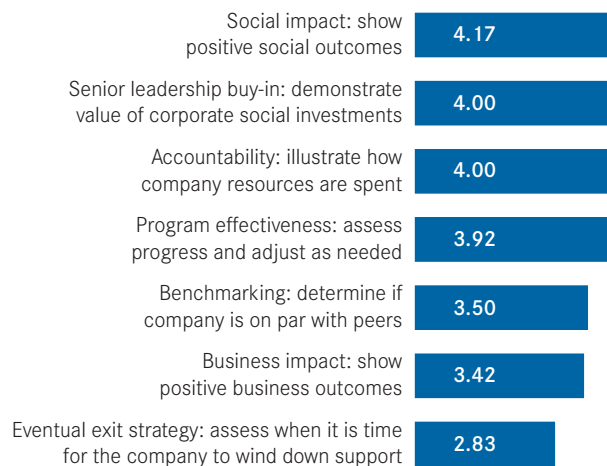 Social impact: show
positive social outcomes
4.17
Senior leadership buy-in: demonstrate
value of corporate social investments
4.00
Accountability: illustrate how
company resources are spent
4.00
Program effectiveness: assess
progress and adjust as needed
3.92
Benchmarking: determine if
company is on par with peers
3.50
Business impact: show
positive business outcomes
3.42
Eventual exit strategy: assess when it is time
for the company to wind down support
2.83